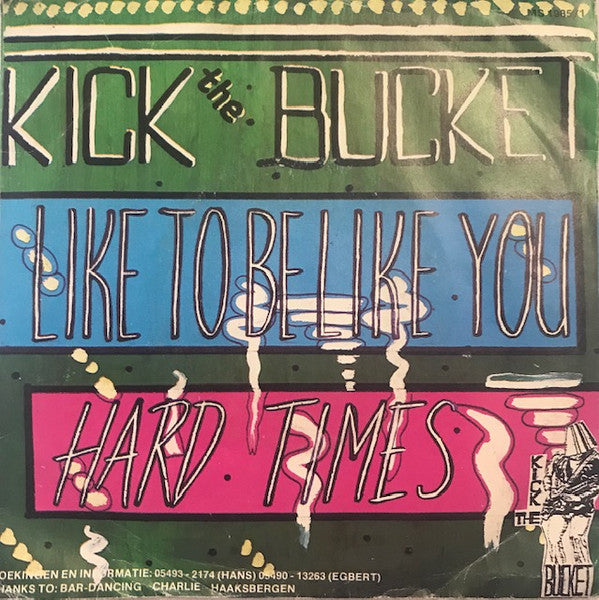 KICK the BUCKET
LIKE TO BE LIKE YOU
HARD TIMES
KICK
THE
BUCKET
OEKINGEN EN INFORMATIE: 05493 - 2174 (HANS) 05490 - 13263 (EGBERT)
HANKS TO: BAR-DANCING CHARLIE HAAKSBERGEN